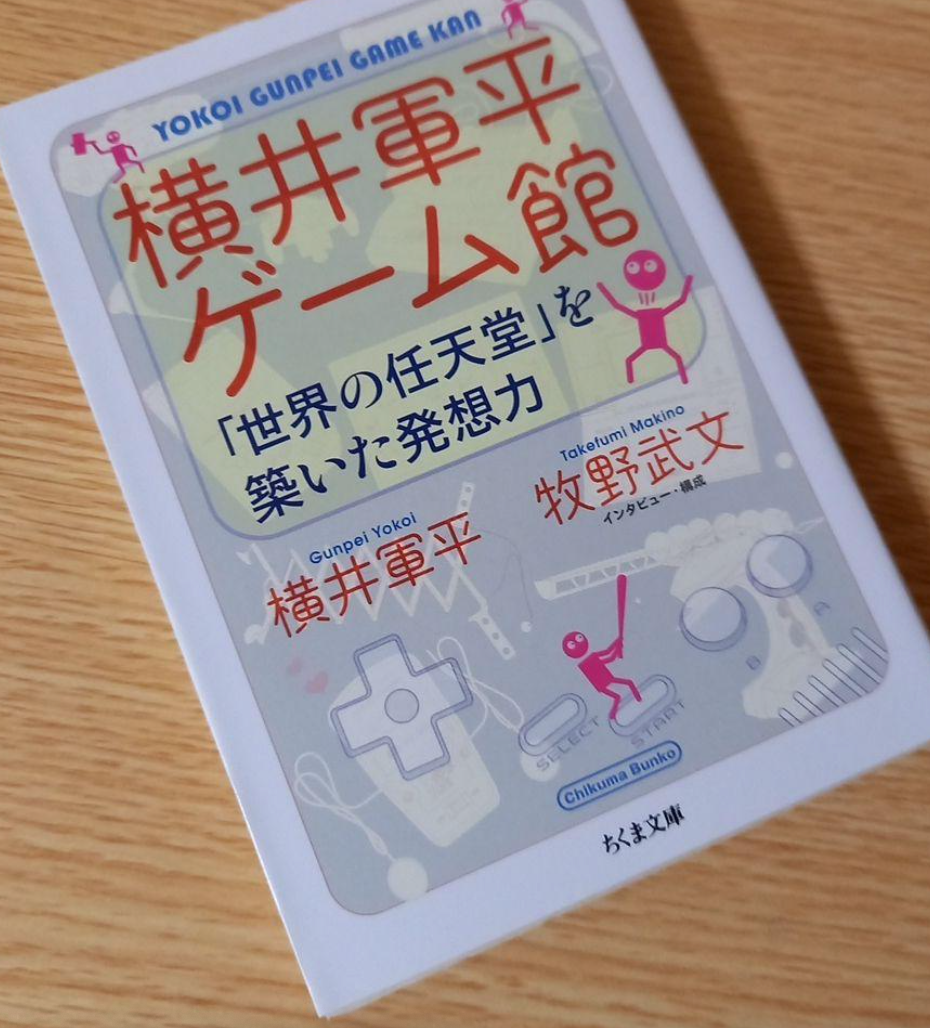 YOKOI GUNPEI GAME KAN
横井軍平
ゲーム館
「世界の任天堂」を
築いた発想力
Takefumi Makino
牧野武文
インタビュー・構成
Gunpei Yokoi
横井軍平
A
B
SELECT
START
Chikuma Bunko
ちくま文庫